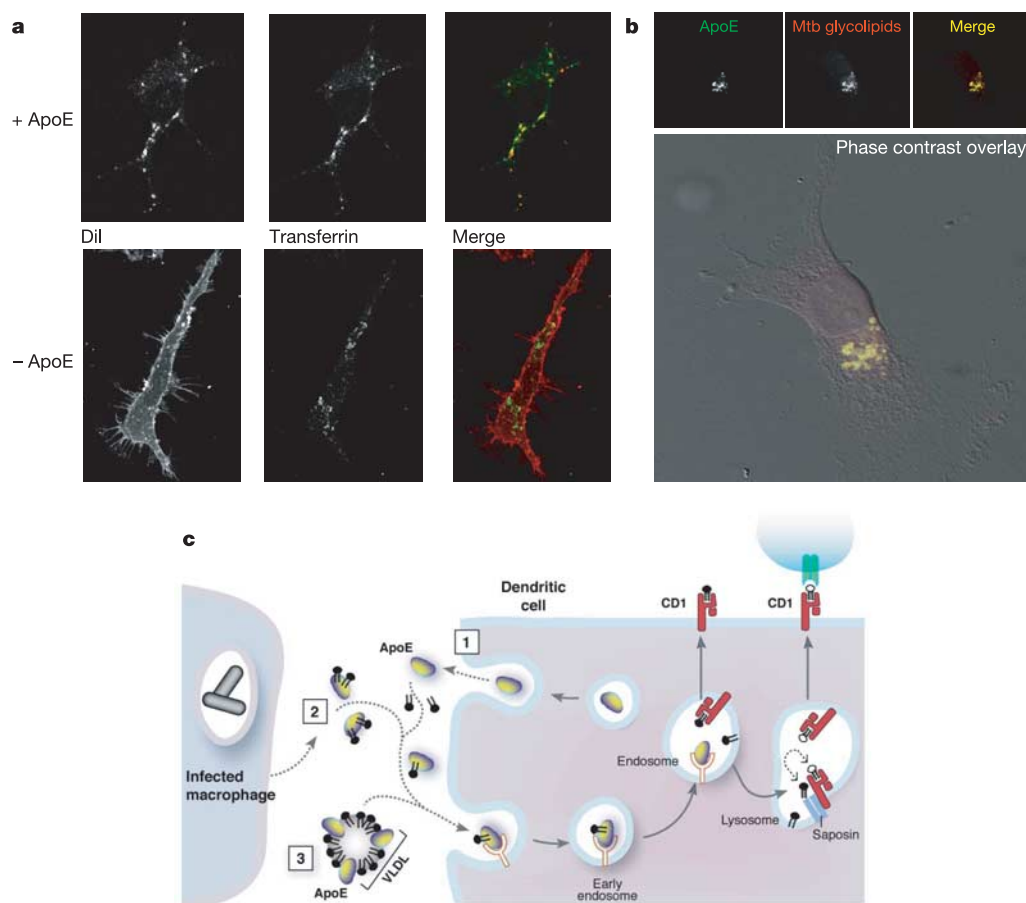 a
+ ApoE
DiI Transferrin Merge
− ApoE
b
ApoE Mtb glycolipids Merge
Phase contrast overlay
c
Dendritic
cell
CD1 CD1
1
ApoE
2
Endosome
Infected
macrophage
Lysosome
Saposin
3
VLDL
ApoE
Early
endosome